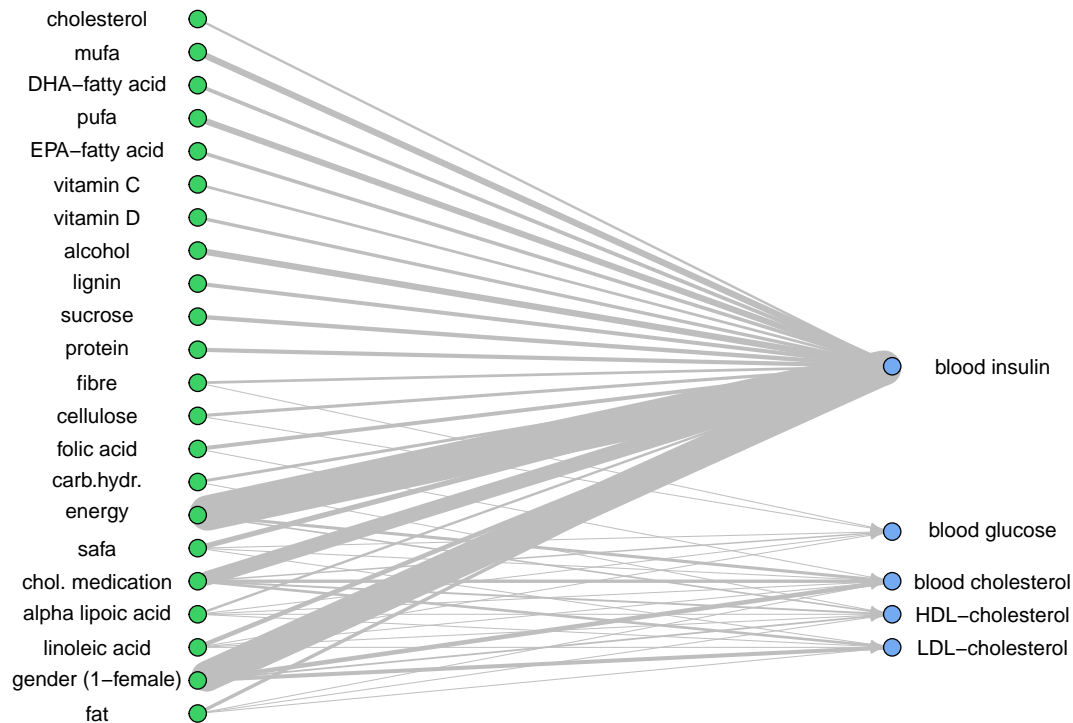 cholesterol
mufa
DHA−fatty acid
pufa
EPA−fatty acid
vitamin C
vitamin D
alcohol
lignin
sucrose
protein
fibre
cellulose
folic acid
carb.hydr.
energy
safa
chol. medication
alpha lipoic acid
linoleic acid
gender (1−female)
fat
blood insulin
blood glucose
blood cholesterol
HDL−cholesterol
LDL−cholesterol